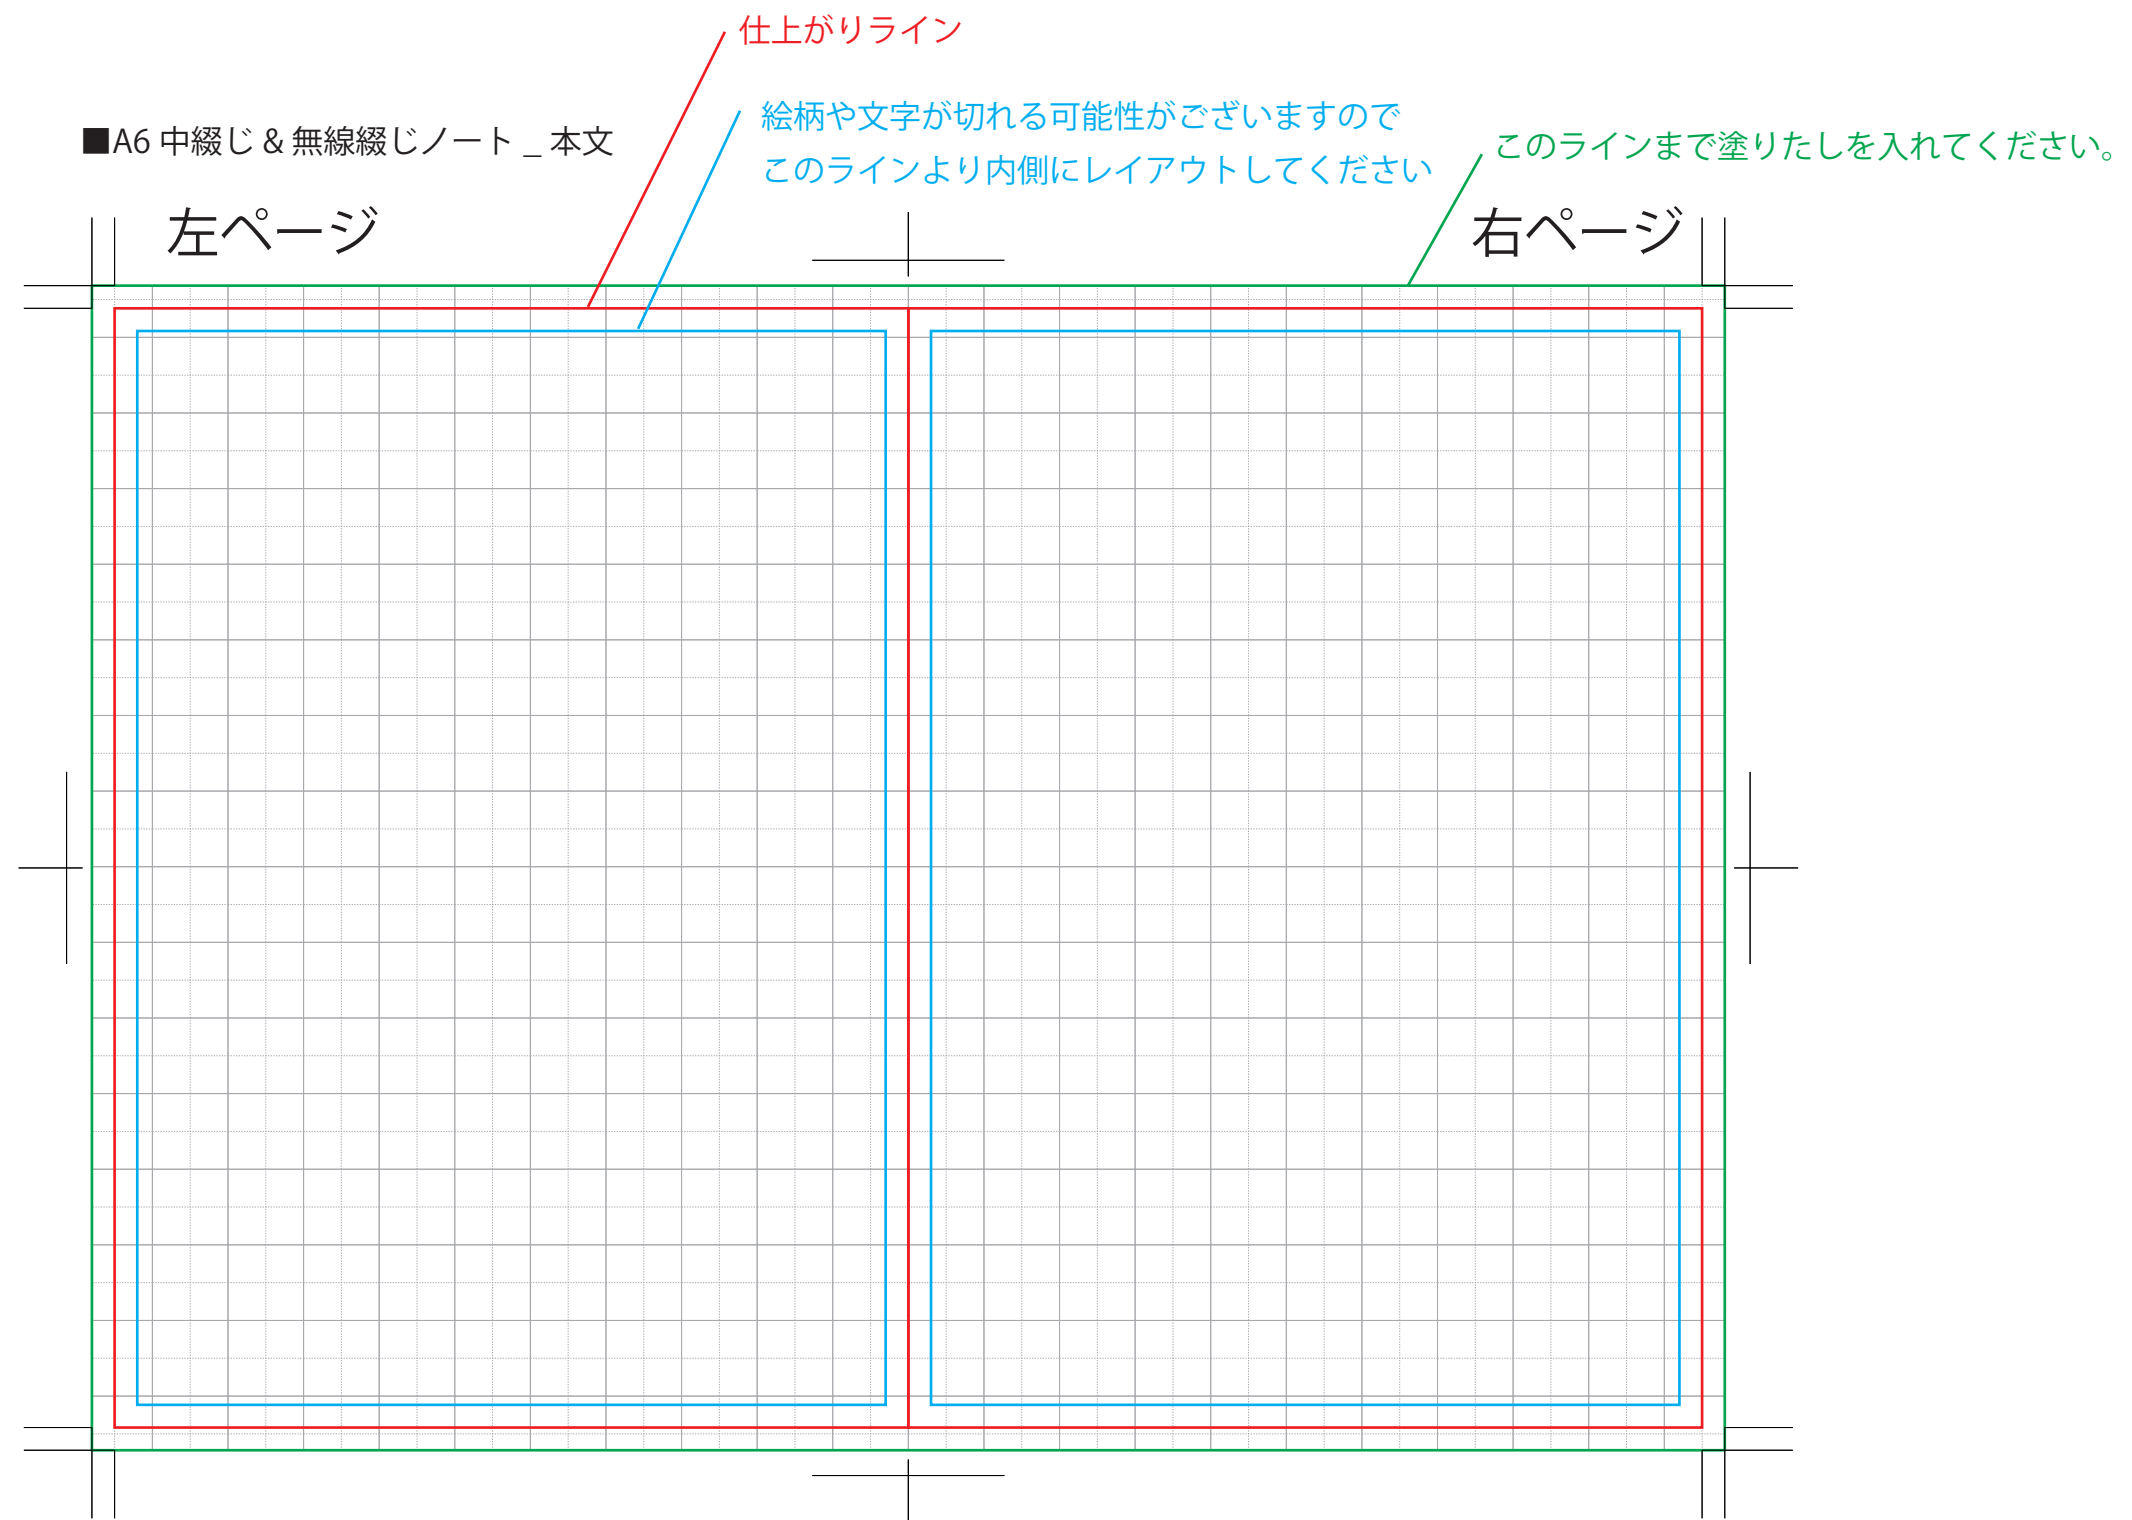 仕上がりライン
絵柄や文字が切れる可能性がございますので
このラインより内側にレイアウトしてください
このラインまで塗りたしを入れてください。
■A6 中綴じ & 無線綴じノート _ 本文
左ページ
右ページ